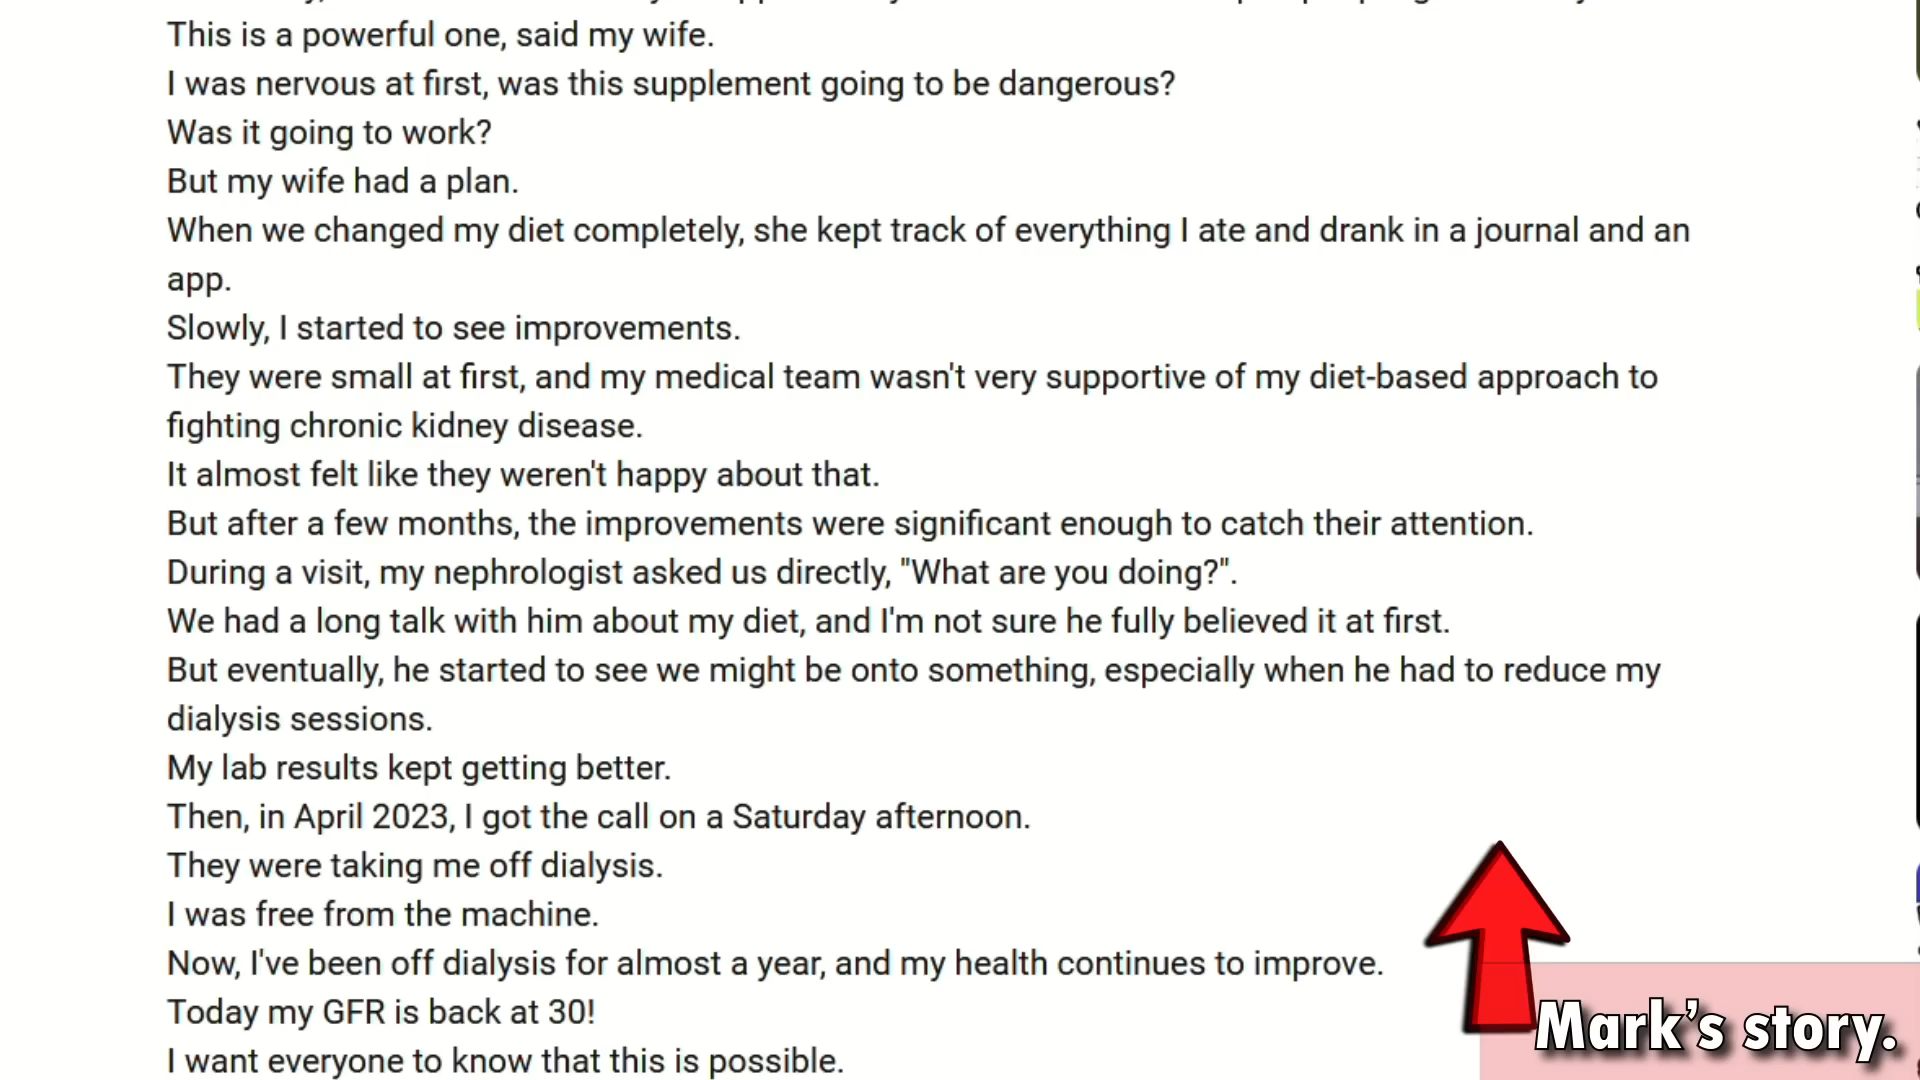 This is a powerful one, said my wife.
I was nervous at first, was this supplement going to be dangerous?
Was it going to work?
But my wife had a plan.
When we changed my diet completely, she kept track of everything I ate and drank in a journal and an
app.
Slowly, I started to see improvements.
They were small at first, and my medical team wasn't very supportive of my diet-based approach to
fighting chronic kidney disease.
It almost felt like they weren't happy about that.
But after a few months, the improvements were significant enough to catch their attention.
During a visit, my nephrologist asked us directly, "What are you doing?".
We had a long talk with him about my diet, and I'm not sure he fully believed it at first.
But eventually, he started to see we might be onto something, especially when he had to reduce my
dialysis sessions.
My lab results kept getting better.
Then, in April 2023, I got the call on a Saturday afternoon.
They were taking me off dialysis.
I was free from the machine.
Now, I've been off dialysis for almost a year, and my health continues to improve.
Today my GFR is back at 30!
Mark's story.
I want everyone to know that this is possible.